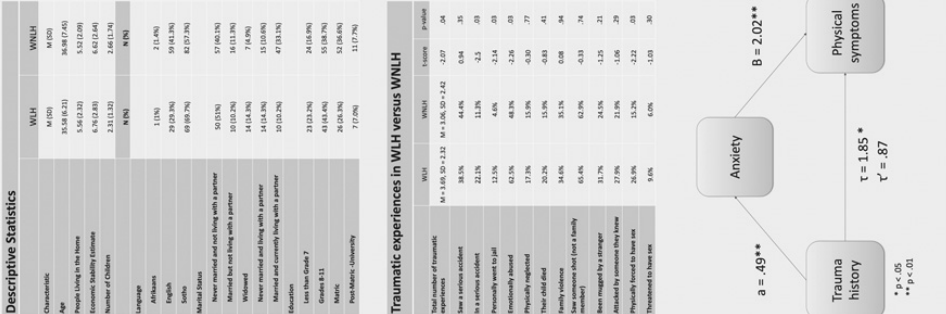 Descriptive Statistics
WLH WNLH
Characteristic M (SD) M (SD)
Age 35.58 (6.21) 36.98 (7.45)
People Living in the Home 5.56 (2.32) 5.52 (2.09)
Economic Stability Estimate 6.76 (2.83) 6.62 (2.64)
Number of Children 2.31 (1.32) 2.66 (1.74)
Language N (%) N (%)
Afrikaans 1 (1%) 2 (1.4%)
English 29 (29.3%) 59 (41.3%)
Sotho 69 (69.7%) 82 (57.3%)
Marital Status
Never married and not living with a partner 50 (51%) 57 (40.1%)
Married but not living with a partner 10 (10.2%) 16 (11.3%)
Widowed 14 (14.3%) 7 (4.9%)
Never married and living with a partner 14 (14.3%) 15 (10.6%)
Married and currently living with a partner 10 (10.2%) 47 (33.1%)
Education
Less than Grade 7 23 (23.2%) 24 (16.9%)
Grades 8-11 43 (43.4%) 55 (38.7%)
Matric 26 (26.3%) 52 (36.6%)
Post-Matric /University 7 (7.0%) 11 (7.7%)
Traumatic experiences in WLH versus WNLH
WLH WNLH t-score p-value
Total number of traumatic experiences M = 3.69, SD = 2.32 M = 3.06, SD = 2.42 -2.07 .04
Saw a serious accident 38.5% 44.4% 0.94 .35
In a serious accident 22.1% 11.3% -2.5 .03
Personally went to jail 12.5% 4.6% -2.14 .03
Emotionally abused 62.5% 48.3% -2.26 .03
Physically neglected 17.3% 15.9% -0.30 .77
Their child died 20.2% 15.9% -0.83 .41
Family violence 34.6% 35.1% 0.08 .94
Saw someone shot (not a family member) 65.4% 62.9% -0.33 .74
Been mugged by a stranger 31.7% 24.5% -1.25 .21
Attacked by someone they knew 27.9% 21.9% -1.06 .29
Physically forced to have sex 26.9% 15.2% -2.22 .03
Threatened to have sex 9.6% 6.0% -1.03 .30
Anxiety
a = .49**
B = 2.02**
Trauma
history
Physical
symptoms
τ = 1.85 *
τ' = .87
* p < .05
** p < .01